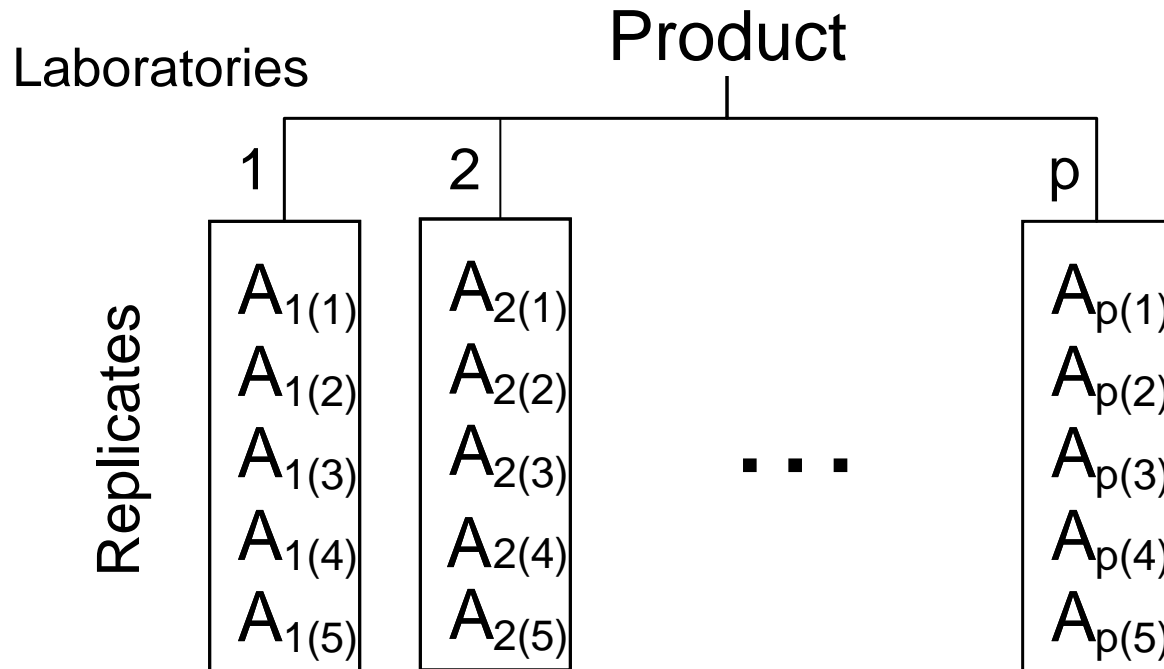 Product
Laboratories
1 2 p
A1(1) A2(1) Ap(1)
A1(2) A2(2) Ap(2)
A1(3) A2(3) . . . Ap(3)
A1(4) A2(4) Ap(4)
A1(5) A2(5) Ap(5)
Replicates